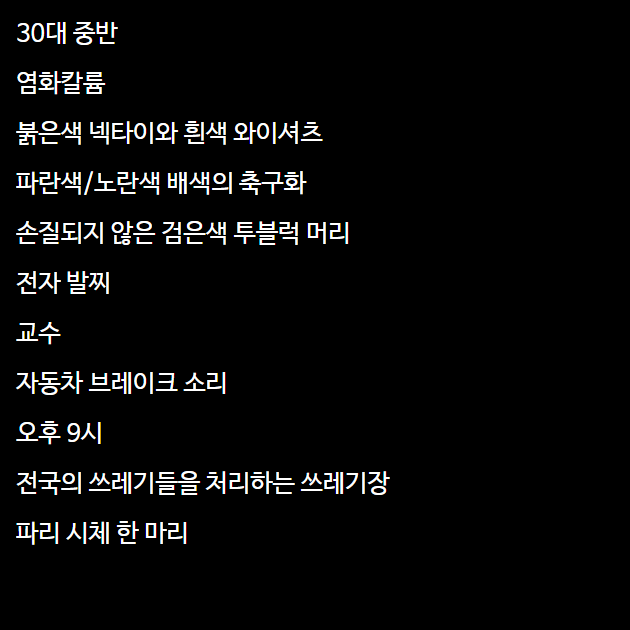 30대 중반
염화칼륨
붉은색 넥타이와 흰색 와이셔츠
파란색/노란색 배색의 축구화
손질되지 않은 검은색 투블럭 머리
전자 발찌
교수
자동차 브레이크 소리
오후 9시
전국의 쓰레기들을 처리하는 쓰레기장
파리 시체 한 마리